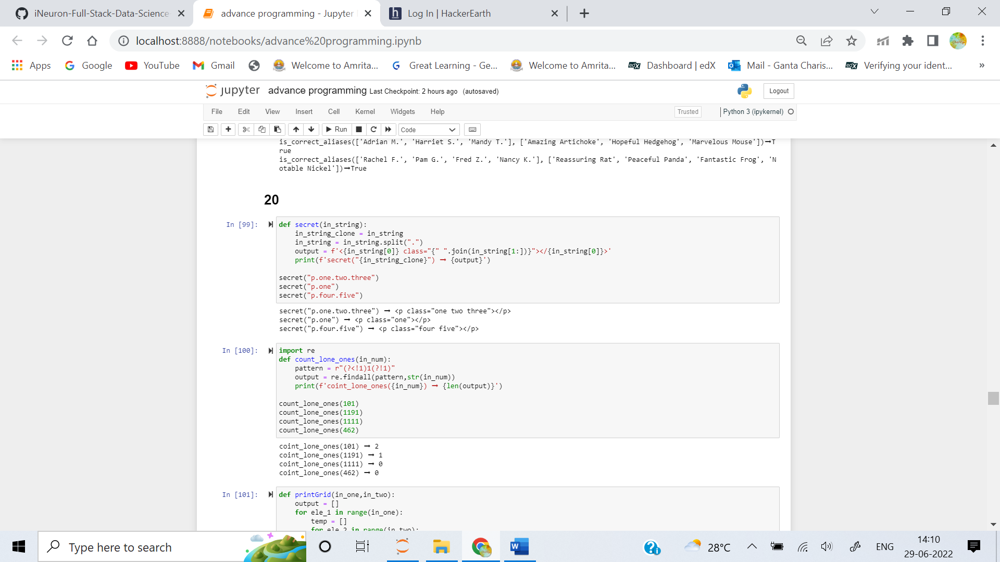 iNeuron-Full-Stack-Data-Science
advance programming - Jupyter
Log In | HackerEarth
localhost:8888/notebooks/advance%20programming.ipynb
Apps
Google
YouTube
Gmail
Welcome to Amrita...
Great Learning - Ge...
Welcome to Amrita...
Dashboard | edX
Mail - Ganta Charis...
Verifying your ident...
»
jupyter advance programming Last Checkpoint: 2 hours ago (autosaved)
Logout
File Edit View Insert Cell Kernel Widgets Help
Trusted
Python 3 (ipykernel)
Run
Code
is_correct_aliases(['Adrian M.', 'Harriet S.', 'Mandy T.'], ['Amazing Artichoke', 'Hopeful Hedgehog', 'Marvelous Mouse'])➞T
rue
is_correct_aliases(['Rachel F.', 'Pam G.', 'Fred Z.', 'Nancy K.'], ['Reassuring Rat', 'Peaceful Panda', 'Fantastic Frog', 'N
otable Nickel'])➞True
20
In [99]:
def secret(in_string):
    in_string_clone = in_string
    in_string = in_string.split(".")
    output = f'<{in_string[0]} class="{" ".join(in_string[1:])}"></{in_string[0]}>'
    print(f'secret("{in_string_clone}") ➞ {output}')
secret("p.one.two.three")
secret("p.one")
secret("p.four.five")
secret("p.one.two.three") ➞ <p class="one two three"></p>
secret("p.one") ➞ <p class="one"></p>
secret("p.four.five") ➞ <p class="four five"></p>
In [100]:
import re
def count_lone_ones(in_num):
    pattern = r"(?<!1)1(?!1)"
    output = re.findall(pattern,str(in_num))
    print(f'coint_lone_ones({in_num}) ➞ {len(output)}')
count_lone_ones(101)
count_lone_ones(1191)
count_lone_ones(1111)
count_lone_ones(462)
coint_lone_ones(101) ➞ 2
coint_lone_ones(1191) ➞ 1
coint_lone_ones(1111) ➞ 0
coint_lone_ones(462) ➞ 0
In [101]:
def printGrid(in_one,in_two):
    output = []
    for ele_1 in range(in_one):
        temp = []
        for ele_2 in range(in_two):
Type here to search
28°C
ENG
14:10
29-06-2022